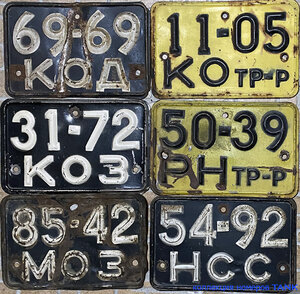 69-69
КОД
11-05
КО ТР-Р
31-72
КОЗ
50-39
РН ТР-Р
85-42
МОЗ
54-92
НСС